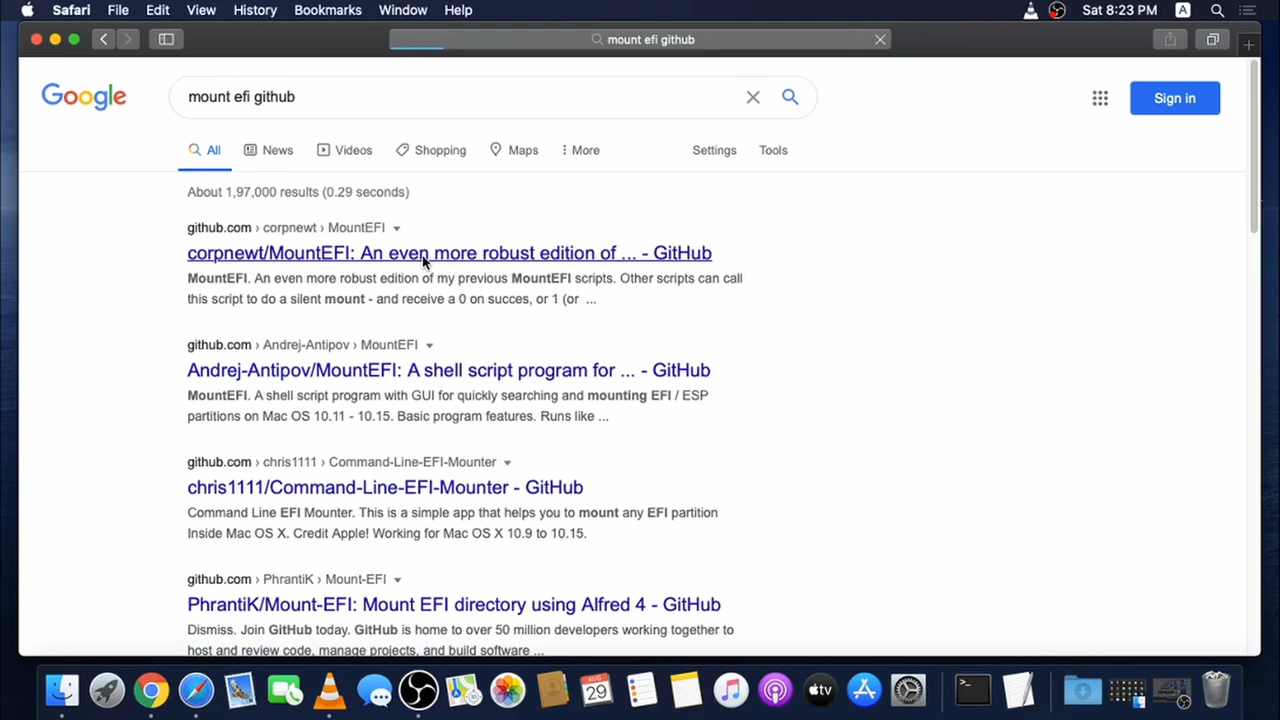 Safari File Edit View History Bookmarks Window Help Sat 8:23 PM A
mount efi github
Google mount efi github Sign in
All News Videos Shopping Maps More Settings Tools
About 1,97,000 results (0.29 seconds)
github.com › corpnewt › MountEFI
corpnewt/MountEFI: An even more robust edition of ... - GitHub
MountEFI. An even more robust edition of my previous MountEFI scripts. Other scripts can call
this script to do a silent mount - and receive a 0 on succes, or 1 (or ...
github.com › Andrej-Antipov › MountEFI
Andrej-Antipov/MountEFI: A shell script program for ... - GitHub
MountEFI. A shell script program with GUI for quickly searching and mounting EFI / ESP
partitions on Mac OS 10.11 - 10.15. Basic program features. Runs like ...
github.com › chris1111 › Command-Line-EFI-Mounter
chris1111/Command-Line-EFI-Mounter - GitHub
Command Line EFI Mounter. This is a simple app that helps you to mount any EFI partition
Inside Mac OS X. Credit Apple! Working for Mac OS X 10.9 to 10.15.
github.com › PhrantiK › Mount-EFI
PhrantiK/Mount-EFI: Mount EFI directory using Alfred 4 - GitHub
Dismiss. Join GitHub today. GitHub is home to over 50 million developers working together to
host and review code, manage projects, and build software ...
AUG
29
tv